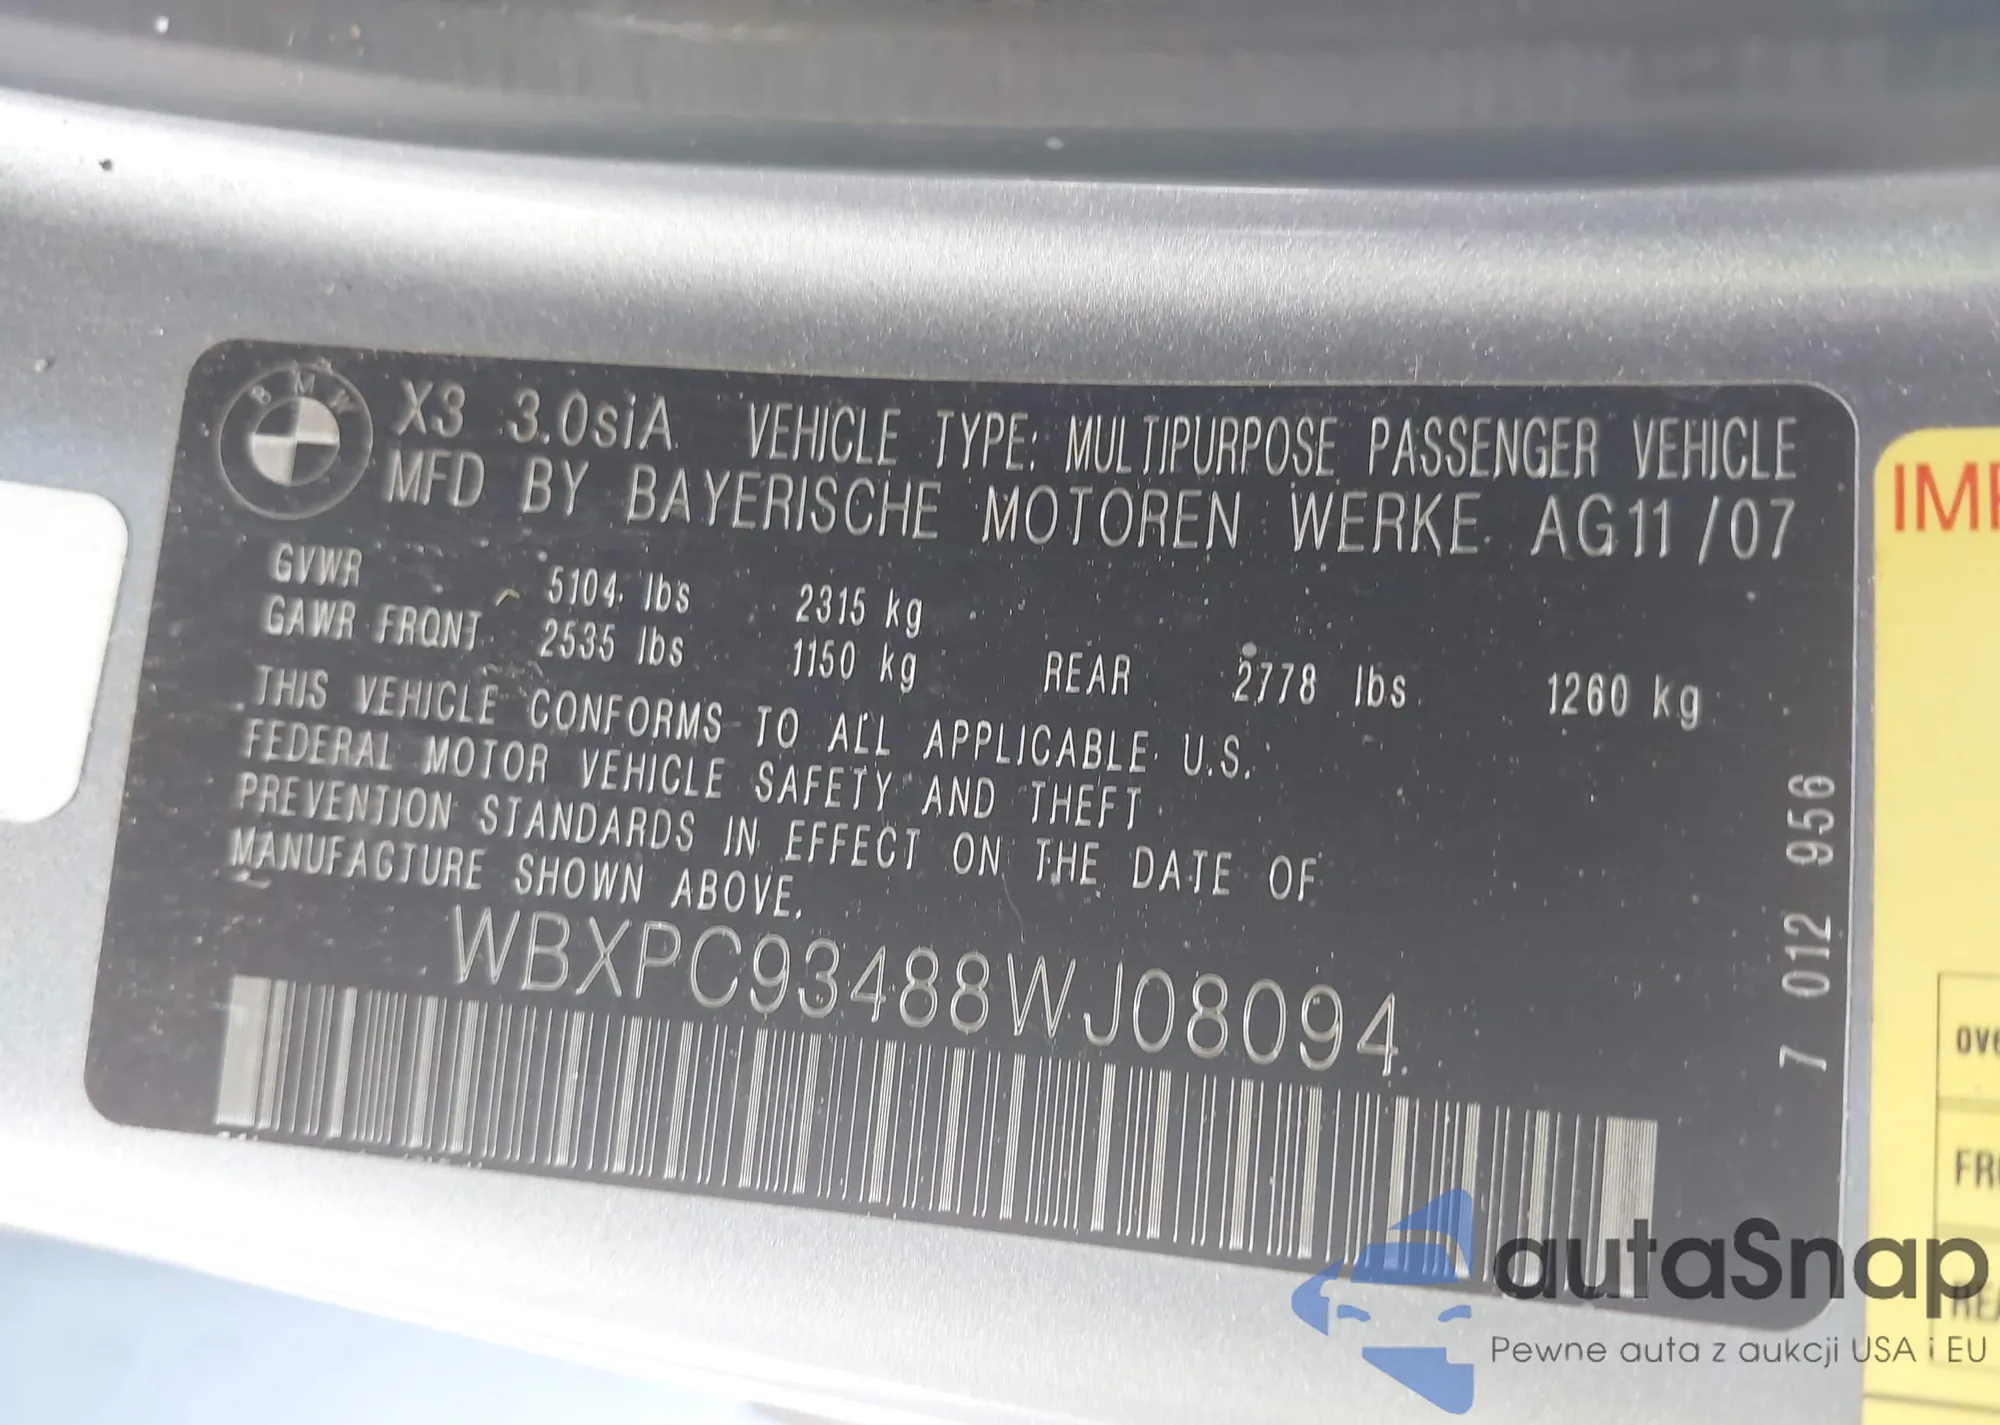 BMW
X3 3.0siA VEHICLE TYPE: MULTIPURPOSE PASSENGER VEHICLE
MFD BY BAYERISCHE MOTOREN WERKE AG11/07
GVWR 5104 lbs 2315 kg
GAWR FRONT 2535 lbs 1150 kg REAR 2778 lbs 1260 kg
THIS VEHICLE CONFORMS TO ALL APPLICABLE U.S.
FEDERAL MOTOR VEHICLE SAFETY AND THEFT
PREVENTION STANDARDS IN EFFECT ON THE DATE OF
MANUFACTURE SHOWN ABOVE.
WBXPC93488WJ08094
7 012 956
autaSnap
Pewne auta z aukcji USA i EU